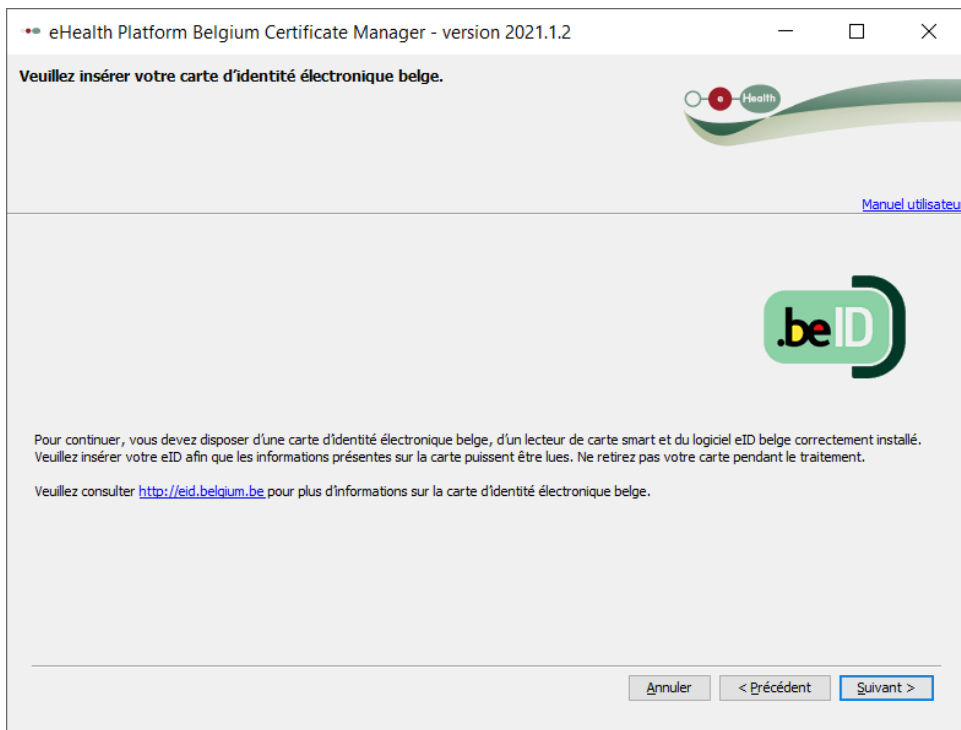 eHealth Platform Belgium Certificate Manager - version 2021.1.2
Veuillez insérer votre carte d'identité électronique belge.
e Health
Manuel utilisateu
.beID
Pour continuer, vous devez disposer d'une carte d'identité électronique belge, d'un lecteur de carte smart et du logiciel eID belge correctement installé.
Veuillez insérer votre eID afin que les informations présentes sur la carte puissent être lues. Ne retirez pas votre carte pendant le traitement.
Veuillez consulter http://eid.belgium.be pour plus d'informations sur la carte d'identité électronique belge.
Annuler < Précédent Suivant >